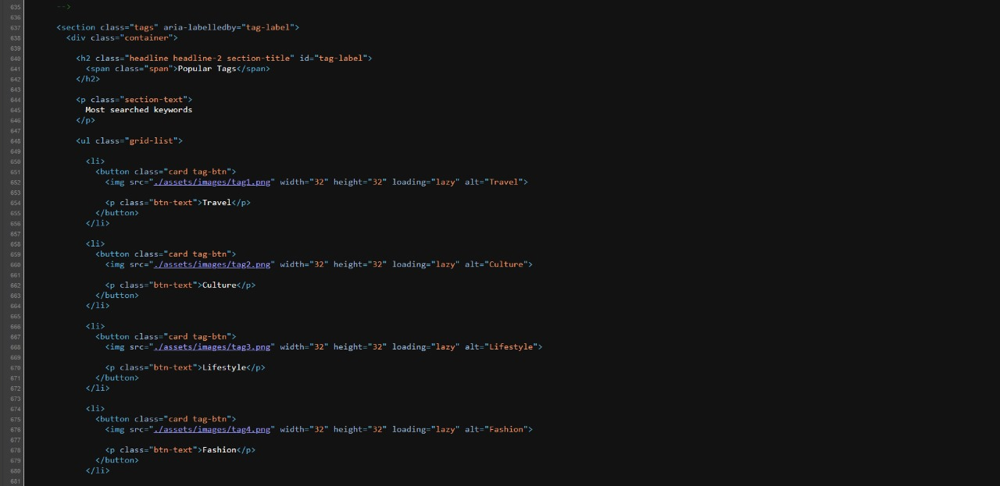 635 -->
636
637 <section class="tags" aria-labelledby="tag-label">
638 <div class="container">
639
640 <h2 class="headline headline-2 section-title" id="tag-label">
641 <span class="span">Popular Tags</span>
642 </h2>
643
644 <p class="section-text">
645 Most searched keywords
646 </p>
647
648 <ul class="grid-list">
649
650 <li>
651 <button class="card tag-btn">
652 <img src="./assets/images/tag1.png" width="32" height="32" loading="lazy" alt="Travel">
653
654 <p class="btn-text">Travel</p>
655 </button>
656 </li>
657
658 <li>
659 <button class="card tag-btn">
660 <img src="./assets/images/tag2.png" width="32" height="32" loading="lazy" alt="Culture">
661
662 <p class="btn-text">Culture</p>
663 </button>
664 </li>
665
666 <li>
667 <button class="card tag-btn">
668 <img src="./assets/images/tag3.png" width="32" height="32" loading="lazy" alt="Lifestyle">
669
670 <p class="btn-text">Lifestyle</p>
671 </button>
672 </li>
673
674 <li>
675 <button class="card tag-btn">
676 <img src="./assets/images/tag4.png" width="32" height="32" loading="lazy" alt="Fashion">
677
678 <p class="btn-text">Fashion</p>
679 </button>
680 </li>
681